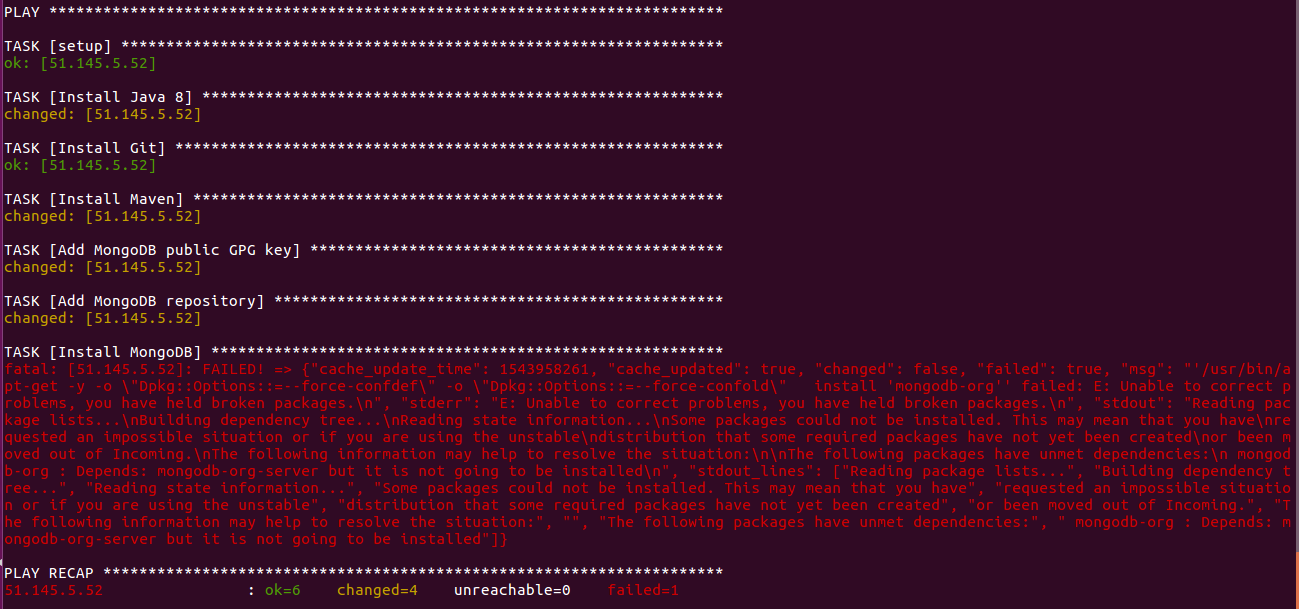 PLAY ***************************************************************************
TASK [setup] *******************************************************************
ok: [51.145.5.52]
TASK [Install Java 8] **********************************************************
changed: [51.145.5.52]
TASK [Install Git] *************************************************************
ok: [51.145.5.52]
TASK [Install Maven] ***********************************************************
changed: [51.145.5.52]
TASK [Add MongoDB public GPG key] **********************************************
changed: [51.145.5.52]
TASK [Add MongoDB repository] **************************************************
changed: [51.145.5.52]
TASK [Install MongoDB] *********************************************************
fatal: [51.145.5.52]: FAILED! => {"cache_update_time": 1543958261, "cache_updated": true, "changed": false, "failed": true, "msg": "'/usr/bin/a
pt-get -y -o \"Dpkg::Options::=--force-confdef\" -o \"Dpkg::Options::=--force-confold\"   install 'mongodb-org'' failed: E: Unable to correct p
roblems, you have held broken packages.\n", "stderr": "E: Unable to correct problems, you have held broken packages.\n", "stdout": "Reading pac
kage lists...\nBuilding dependency tree...\nReading state information...\nSome packages could not be installed. This may mean that you have\nre
quested an impossible situation or if you are using the unstable\ndistribution that some required packages have not yet been created\nor been m
oved out of Incoming.\nThe following information may help to resolve the situation:\n\nThe following packages have unmet dependencies:\n mongod
b-org : Depends: mongodb-org-server but it is not going to be installed\n", "stdout_lines": ["Reading package lists...", "Building dependency t
ree...", "Reading state information...", "Some packages could not be installed. This may mean that you have", "requested an impossible situatio
n or if you are using the unstable", "distribution that some required packages have not yet been created", "or been moved out of Incoming.", "T
he following information may help to resolve the situation:", "", "The following packages have unmet dependencies:", " mongodb-org : Depends: m
ongodb-org-server but it is not going to be installed"]}
PLAY RECAP *********************************************************************
51.145.5.52                : ok=6    changed=4    unreachable=0    failed=1